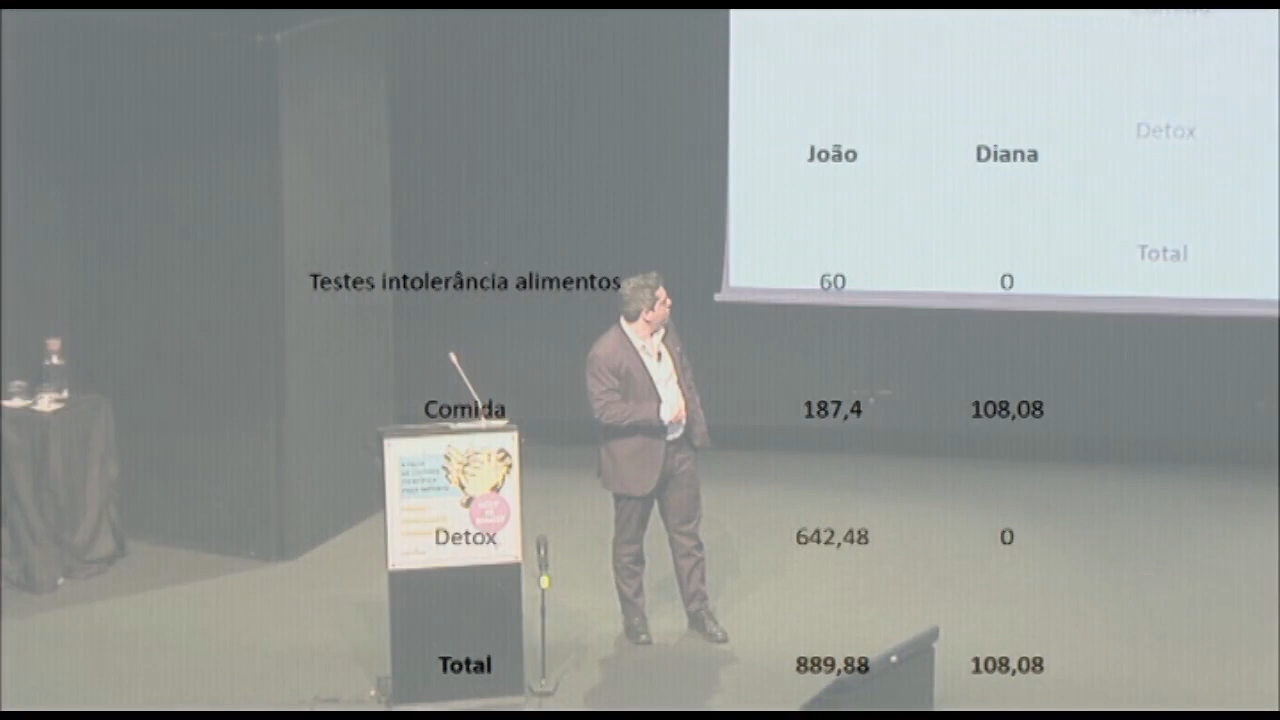 João Diana
Detox
Total
Testes intolerância alimentos 60 0
Comida 187,4 108,08
Detox 642,48 0
Total 889,88 108,08